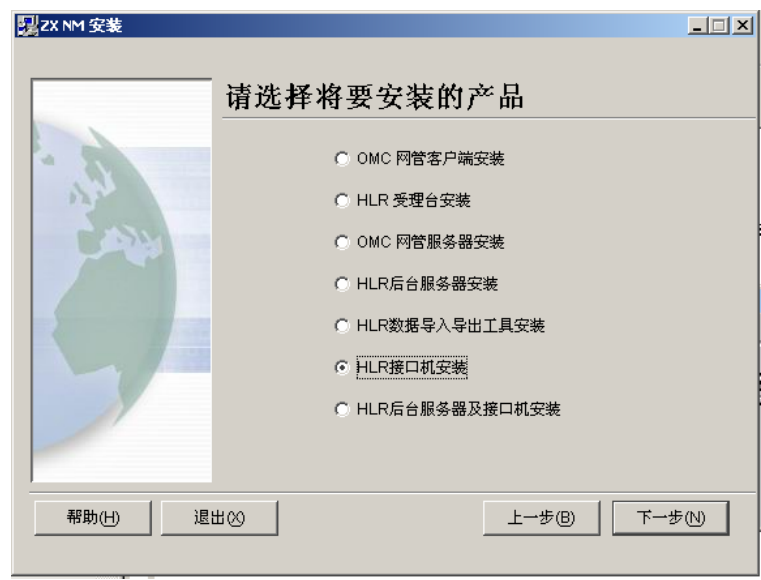 ZX NM 安装
请选择将要安装的产品
OMC 网管客户端安装
HLR 受理台安装
OMC 网管服务器安装
HLR后台服务器安装
HLR数据导入导出工具安装
HLR接口机安装
HLR后台服务器及接口机安装
帮助(H) 退出(X) 上一步(B) 下一步(N)